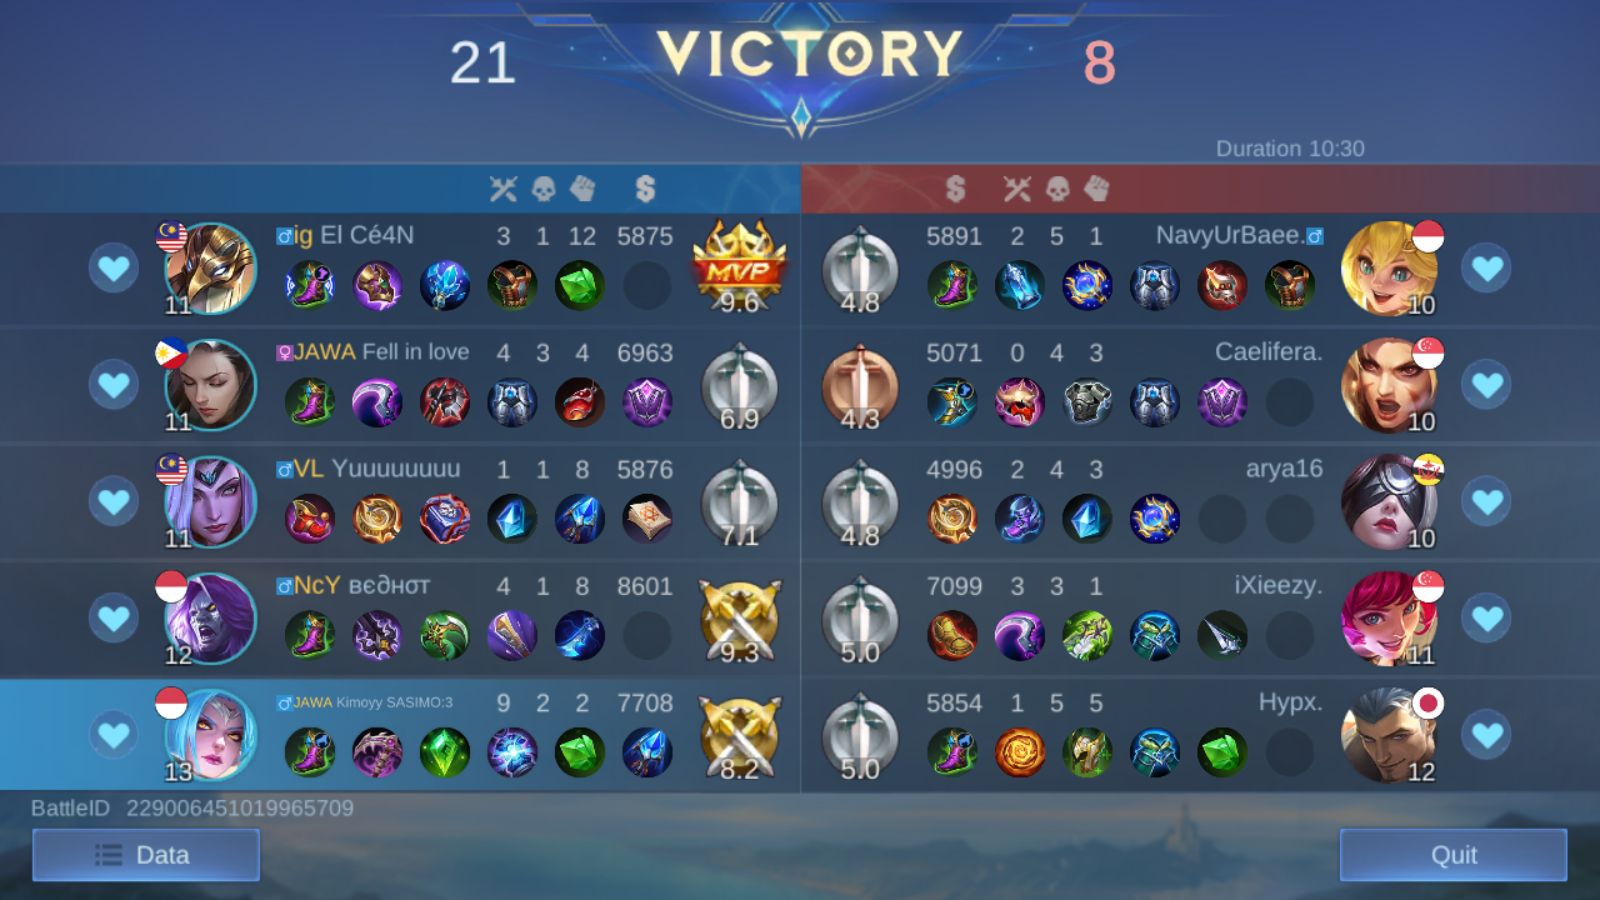 21 VICTORY 8
Duration 10:30
ig El Cé4N 3 1 12 5875 MVP 9.6 11
4.8 5891 2 5 1 NavyUrBaee. 10
JAWA Fell in love 4 3 4 6963 6.9 11
4.3 5071 0 4 3 Caelifera. 10
VL Yuuuuuuuu 1 1 8 5876 7.1 11
4.8 4996 2 4 3 arya16 10
NcY вє∂нσт 4 1 8 8601 9.3 12
5.0 7099 3 3 1 iXieezy. 11
JAWA Kimoyy SASIMO:3 9 2 2 7708 8.2 13
5.0 5854 1 5 5 Hypx. 12
BattleID 229006451019965709
Data
Quit